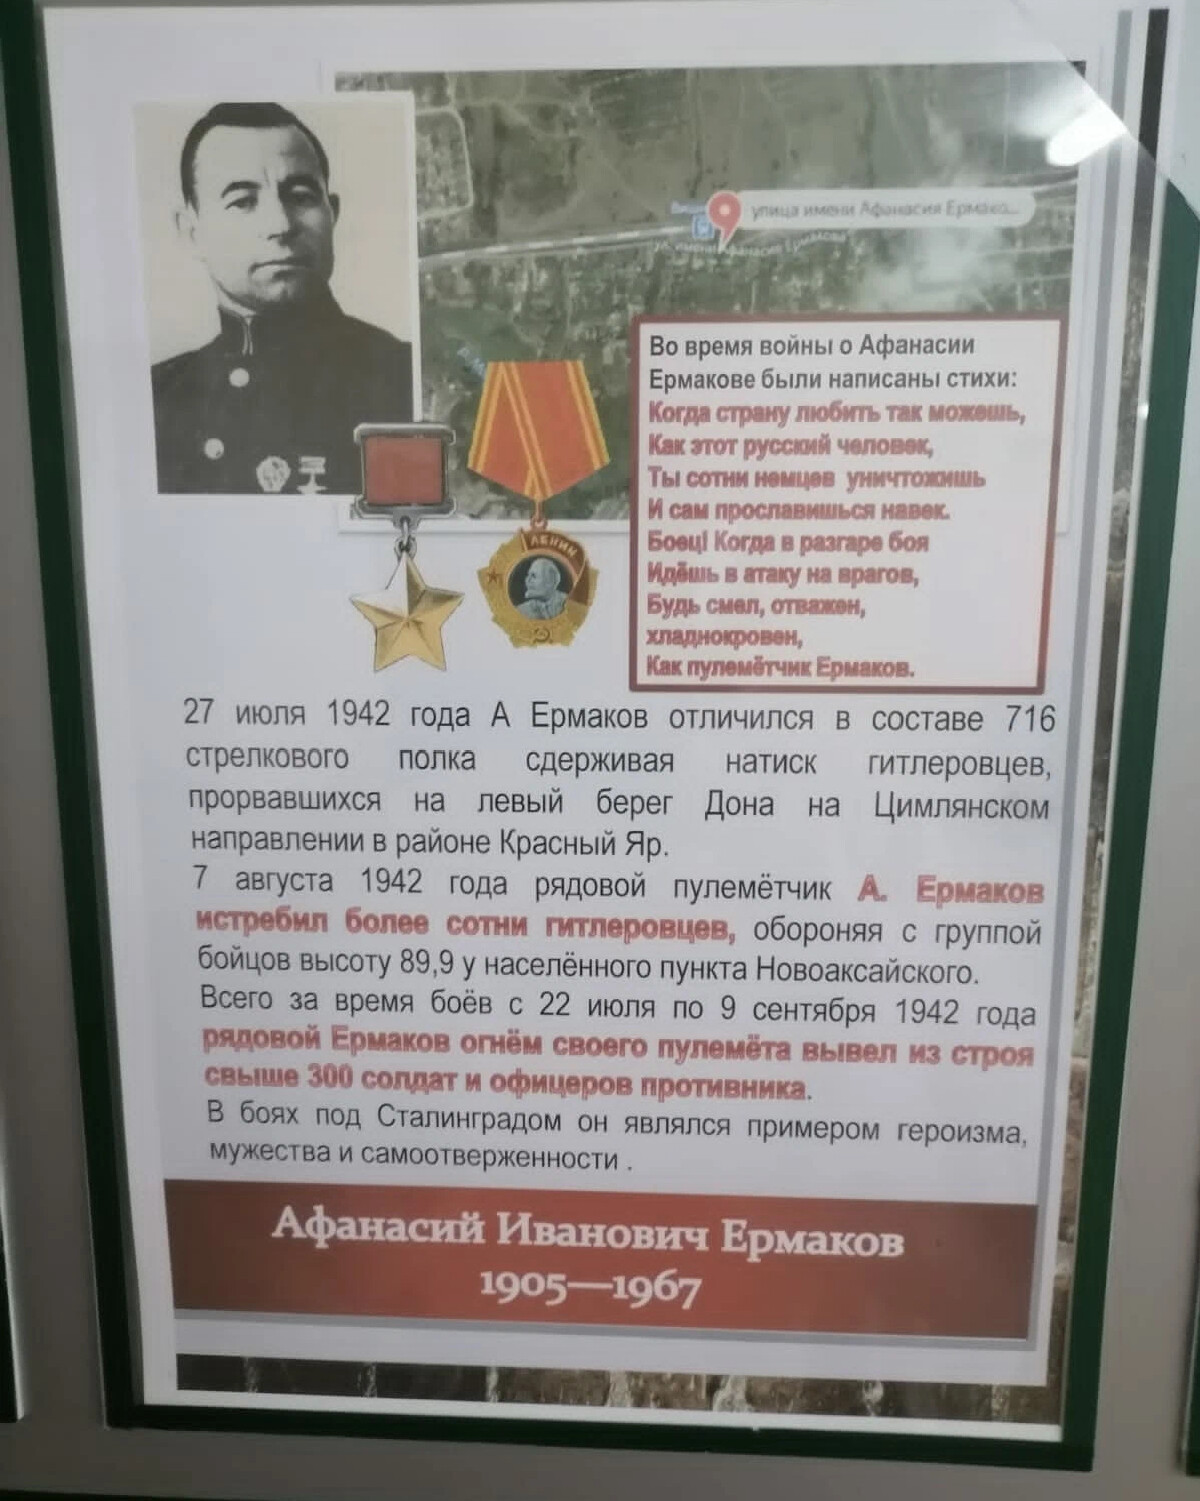 улица имени Афанасия Ермако...
ул. имени Афанасия Ермакова
Во время войны о Афанасии
Ермакове были написаны стихи:
Когда страну любить так можешь,
Как этот русский человек,
Ты сотни немцев уничтожишь
И сам прославишься навек.
Боец! Когда в разгаре боя
Идёшь в атаку на врагов,
Будь смел, отважен,
хладнокровен,
Как пулемётчик Ермаков.
ЛЕНИН
27 июля 1942 года А Ермаков отличился в составе 716
стрелкового полка сдерживая натиск гитлеровцев,
прорвавшихся на левый берег Дона на Цимлянском
направлении в районе Красный Яр.
7 августа 1942 года рядовой пулемётчик А. Ермаков
истребил более сотни гитлеровцев, обороняя с группой
бойцов высоту 89,9 у населённого пункта Новоаксайского.
Всего за время боёв с 22 июля по 9 сентября 1942 года
рядовой Ермаков огнём своего пулемёта вывел из строя
свыше 300 солдат и офицеров противника.
В боях под Сталинградом он являлся примером героизма,
мужества и самоотверженности .
Афанасий Иванович Ермаков
1905—1967